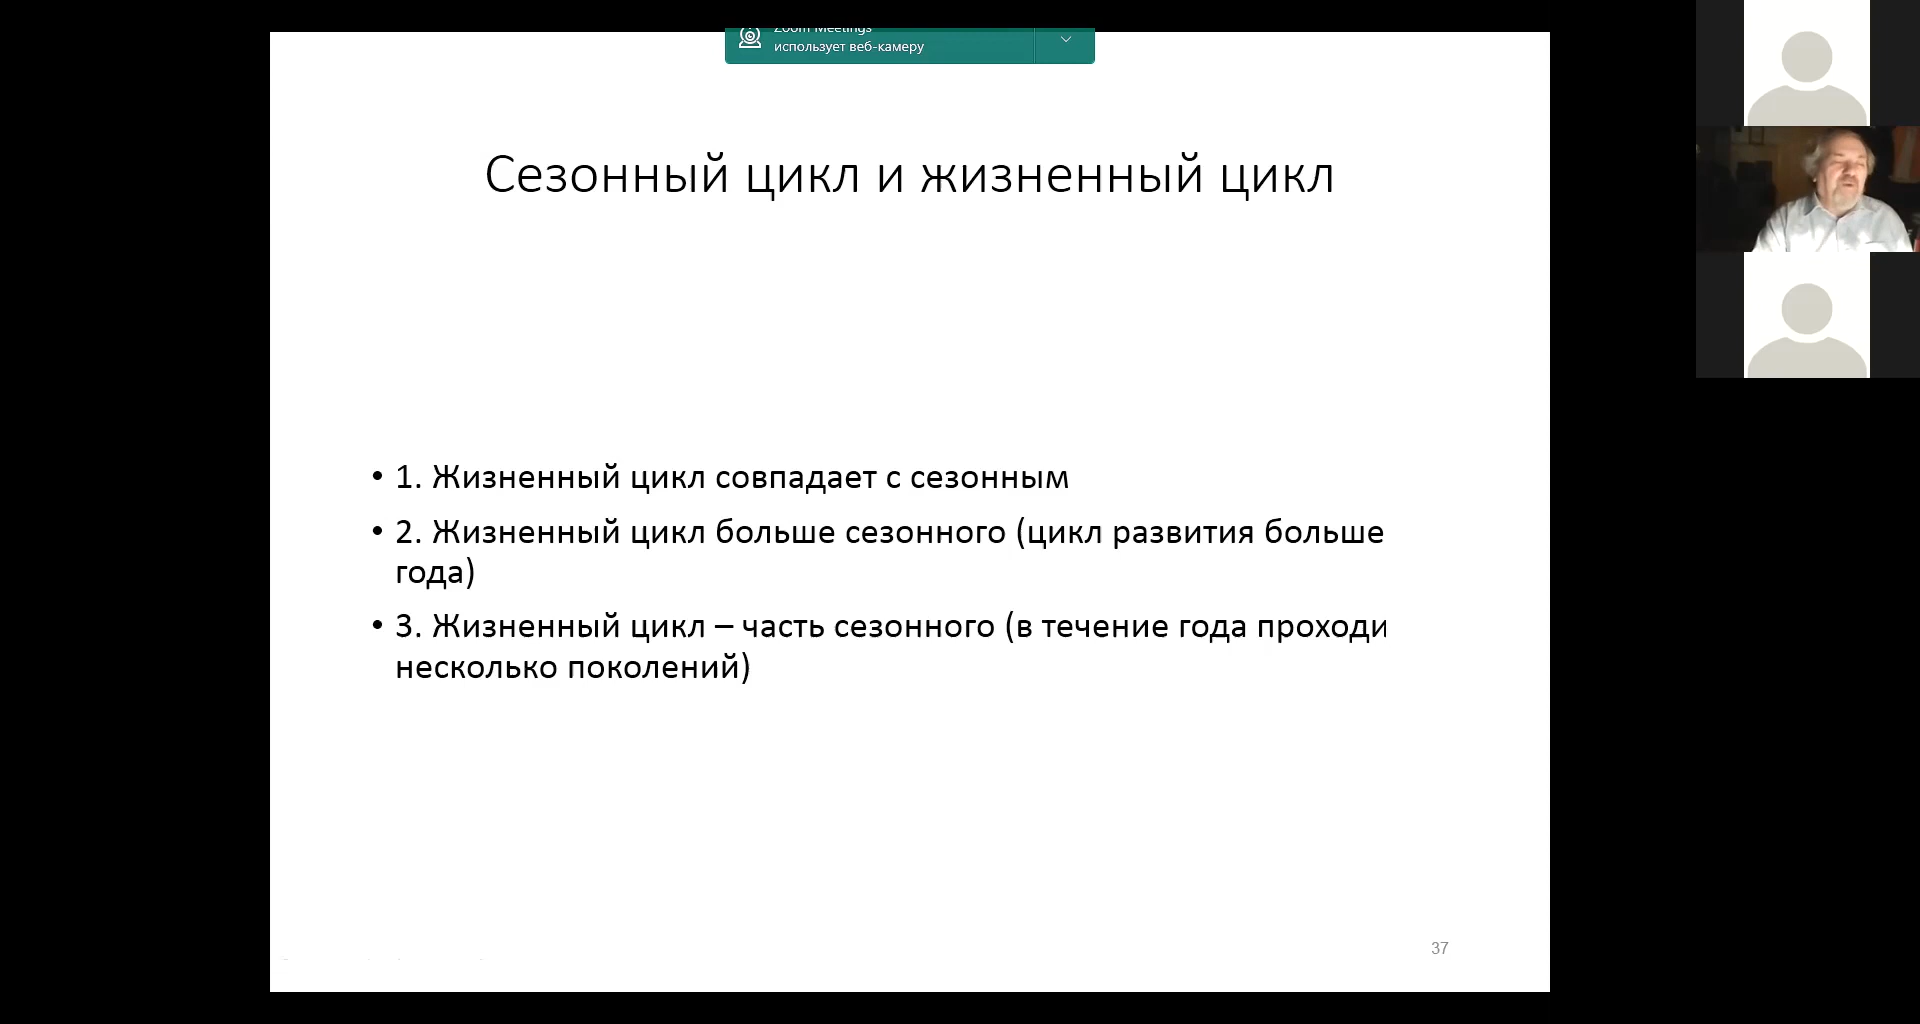 Zoom Meetings
использует веб-камеру
Сезонный цикл и жизненный цикл
• 1. Жизненный цикл совпадает с сезонным
• 2. Жизненный цикл больше сезонного (цикл развития больше
года)
• 3. Жизненный цикл – часть сезонного (в течение года проходи
несколько поколений)
37